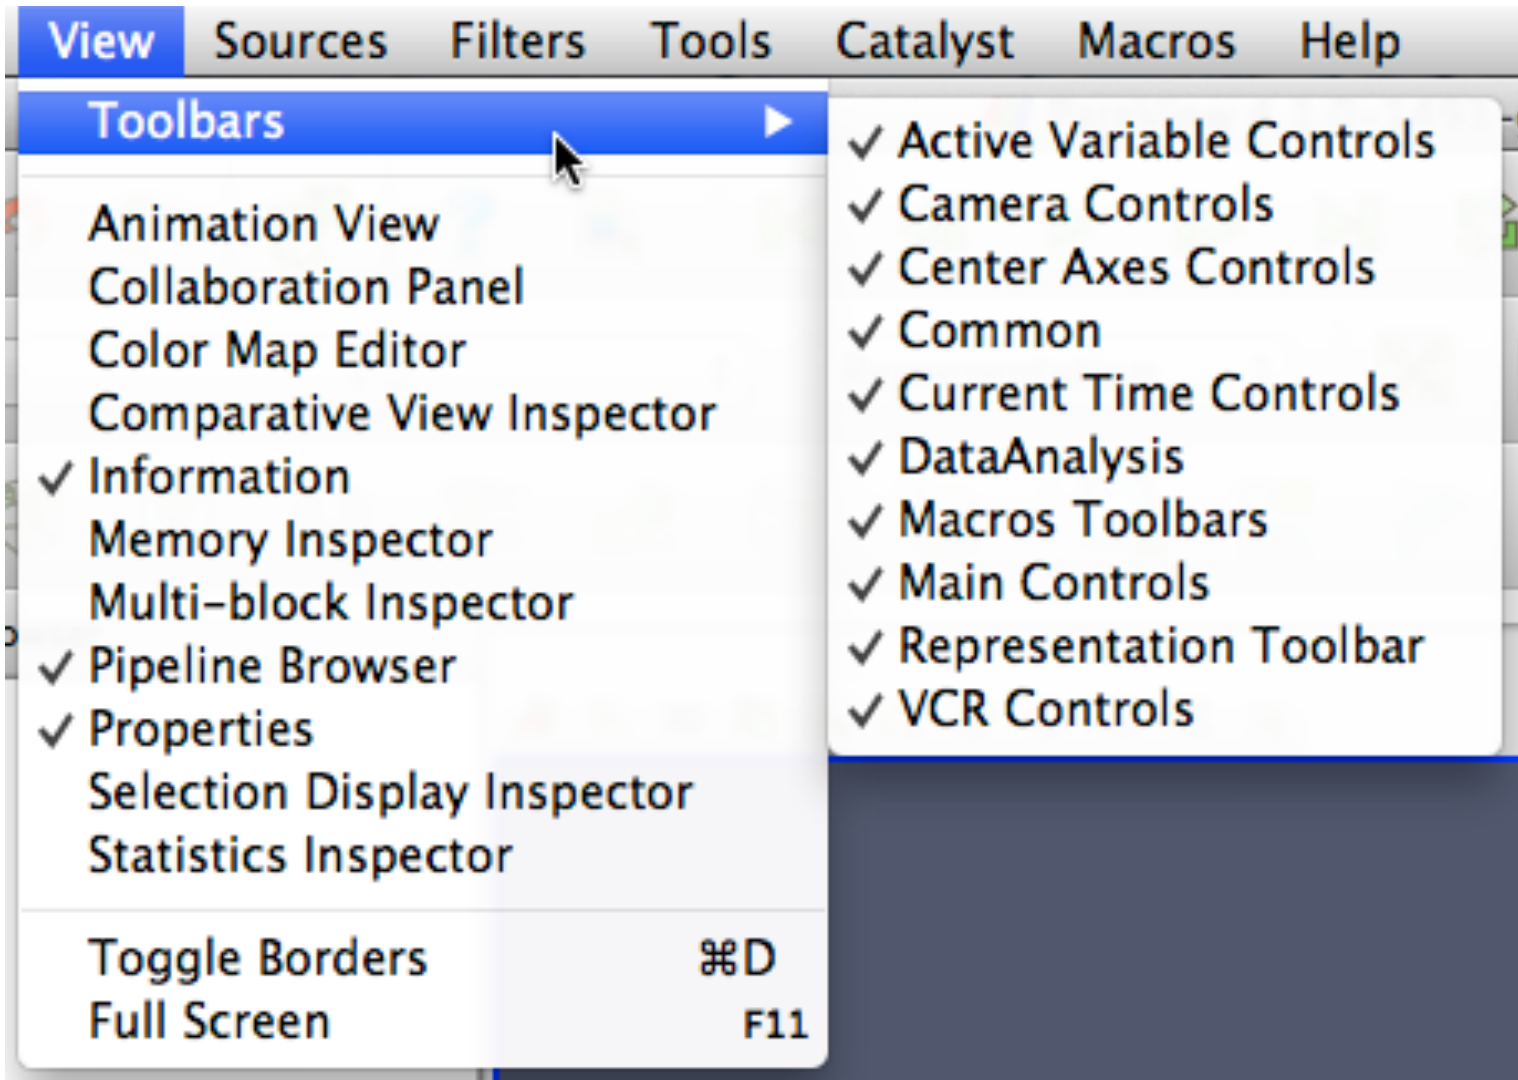 View Sources Filters Tools Catalyst Macros Help
Toolbars
Animation View
Collaboration Panel
Color Map Editor
Comparative View Inspector
✓ Information
Memory Inspector
Multi-block Inspector
✓ Pipeline Browser
✓ Properties
Selection Display Inspector
Statistics Inspector
Toggle Borders ⌘D
Full Screen F11
✓ Active Variable Controls
✓ Camera Controls
✓ Center Axes Controls
✓ Common
✓ Current Time Controls
✓ DataAnalysis
✓ Macros Toolbars
✓ Main Controls
✓ Representation Toolbar
✓ VCR Controls